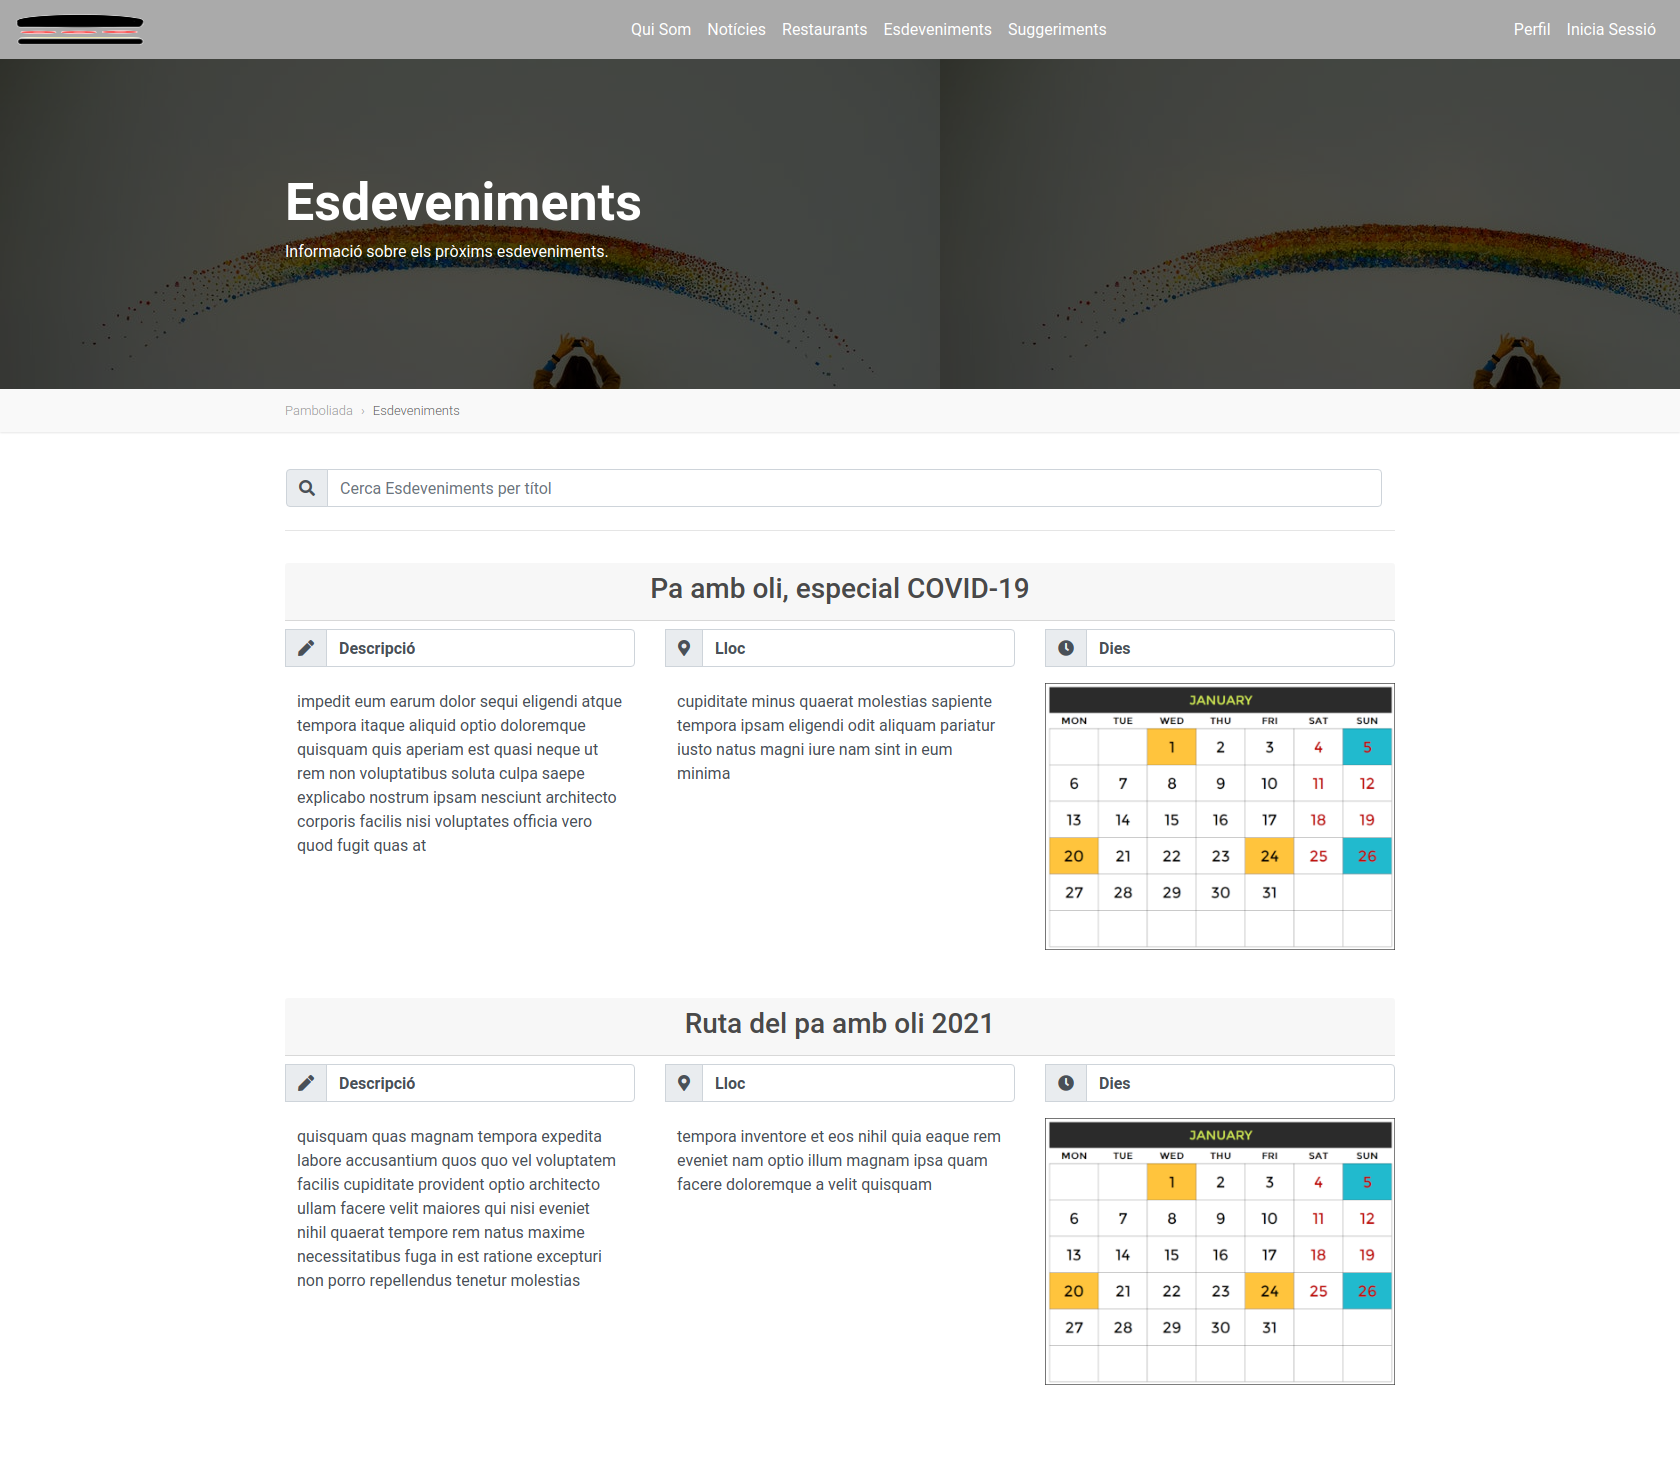 Qui Som Notícies Restaurants Esdeveniments Suggeriments Perfil Inicia Sessió
Esdeveniments
Informació sobre els pròxims esdeveniments.
Pamboliada › Esdeveniments
Cerca Esdeveniments per títol
Pa amb oli, especial COVID-19
Descripció
impedit eum earum dolor sequi eligendi atque
tempora itaque aliquid optio doloremque
quisquam quis aperiam est quasi neque ut
rem non voluptatibus soluta culpa saepe
explicabo nostrum ipsam nesciunt architecto
corporis facilis nisi voluptates officia vero
quod fugit quas at
Lloc
cupiditate minus quaerat molestias sapiente
tempora ipsam eligendi odit aliquam pariatur
iusto natus magni iure nam sint in eum
minima
Dies
JANUARY
MON TUE WED THU FRI SAT SUN
1 2 3 4 5
6 7 8 9 10 11 12
13 14 15 16 17 18 19
20 21 22 23 24 25 26
27 28 29 30 31
Ruta del pa amb oli 2021
Descripció
quisquam quas magnam tempora expedita
labore accusantium quos quo vel voluptatem
facilis cupiditate provident optio architecto
ullam facere velit maiores qui nisi eveniet
nihil quaerat tempore rem natus maxime
necessitatibus fuga in est ratione excepturi
non porro repellendus tenetur molestias
Lloc
tempora inventore et eos nihil quia eaque rem
eveniet nam optio illum magnam ipsa quam
facere doloremque a velit quisquam
Dies
JANUARY
MON TUE WED THU FRI SAT SUN
1 2 3 4 5
6 7 8 9 10 11 12
13 14 15 16 17 18 19
20 21 22 23 24 25 26
27 28 29 30 31